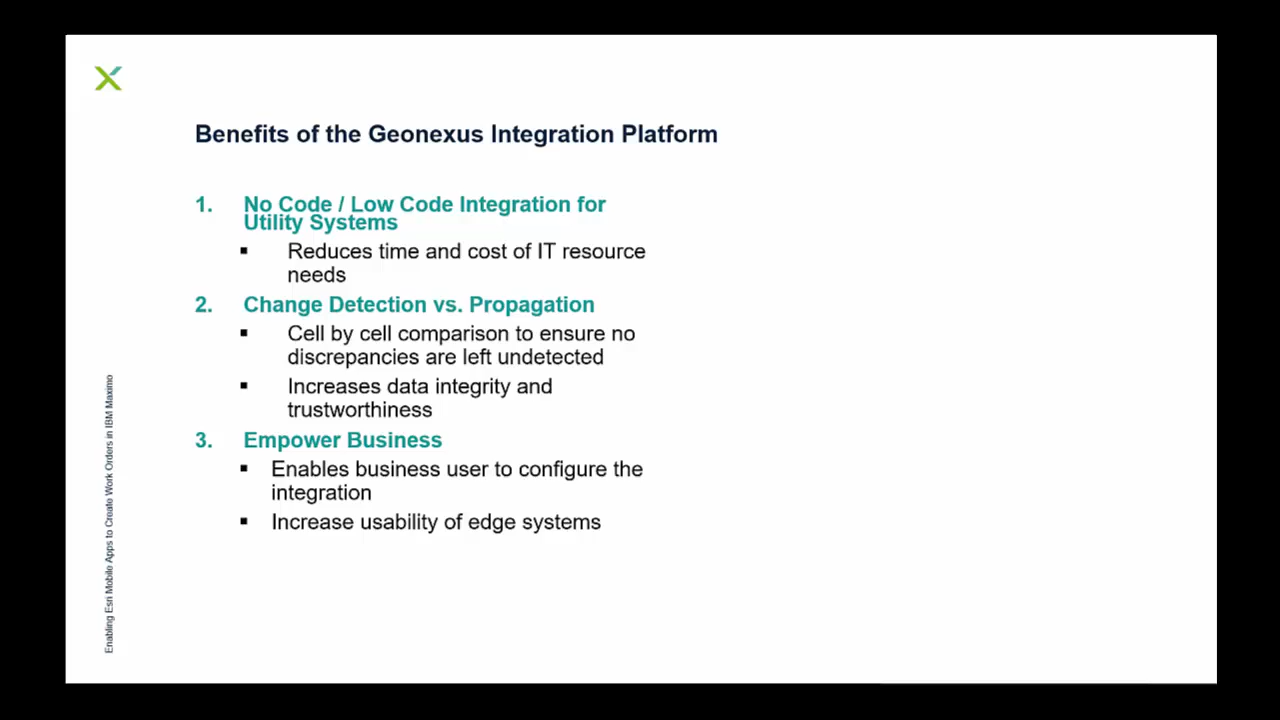 Benefits of the Geonexus Integration Platform
1. No Code / Low Code Integration for
Utility Systems
▪ Reduces time and cost of IT resource
needs
2. Change Detection vs. Propagation
▪ Cell by cell comparison to ensure no
discrepancies are left undetected
▪ Increases data integrity and
trustworthiness
3. Empower Business
▪ Enables business user to configure the
integration
▪ Increase usability of edge systems
Enabling Esri Mobile Apps to Create Work Orders in IBM Maximo